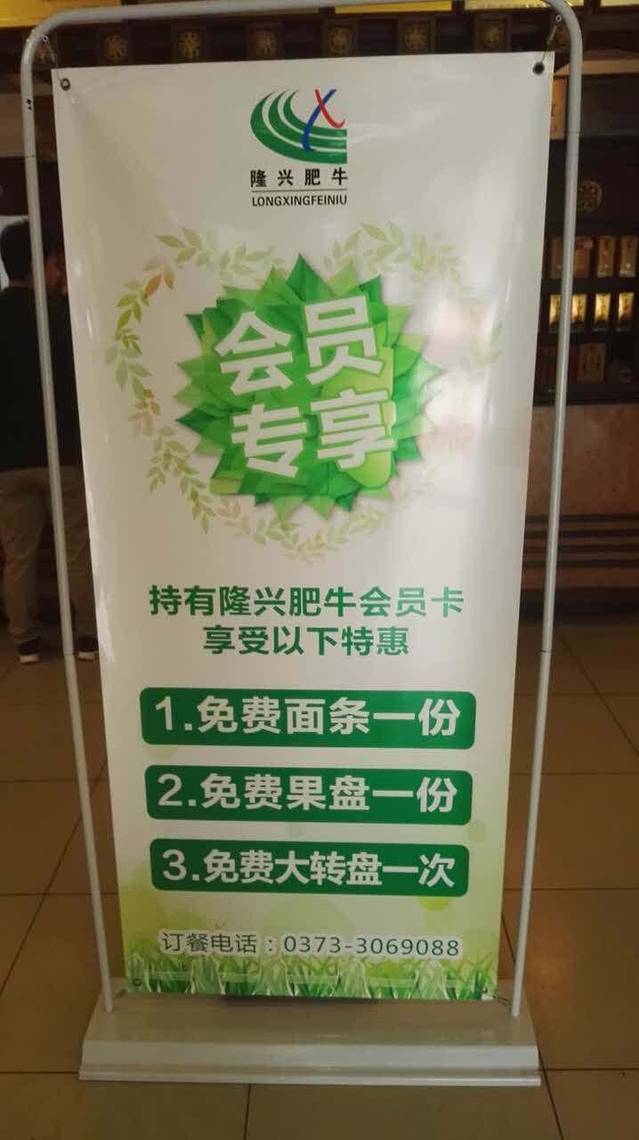 隆兴肥牛
LONGXINGFEINIU
会员
专享
持有隆兴肥牛会员卡
享受以下特惠
1.免费面条一份
2.免费果盘一份
3.免费大转盘一次
订餐电话：0373-3069088